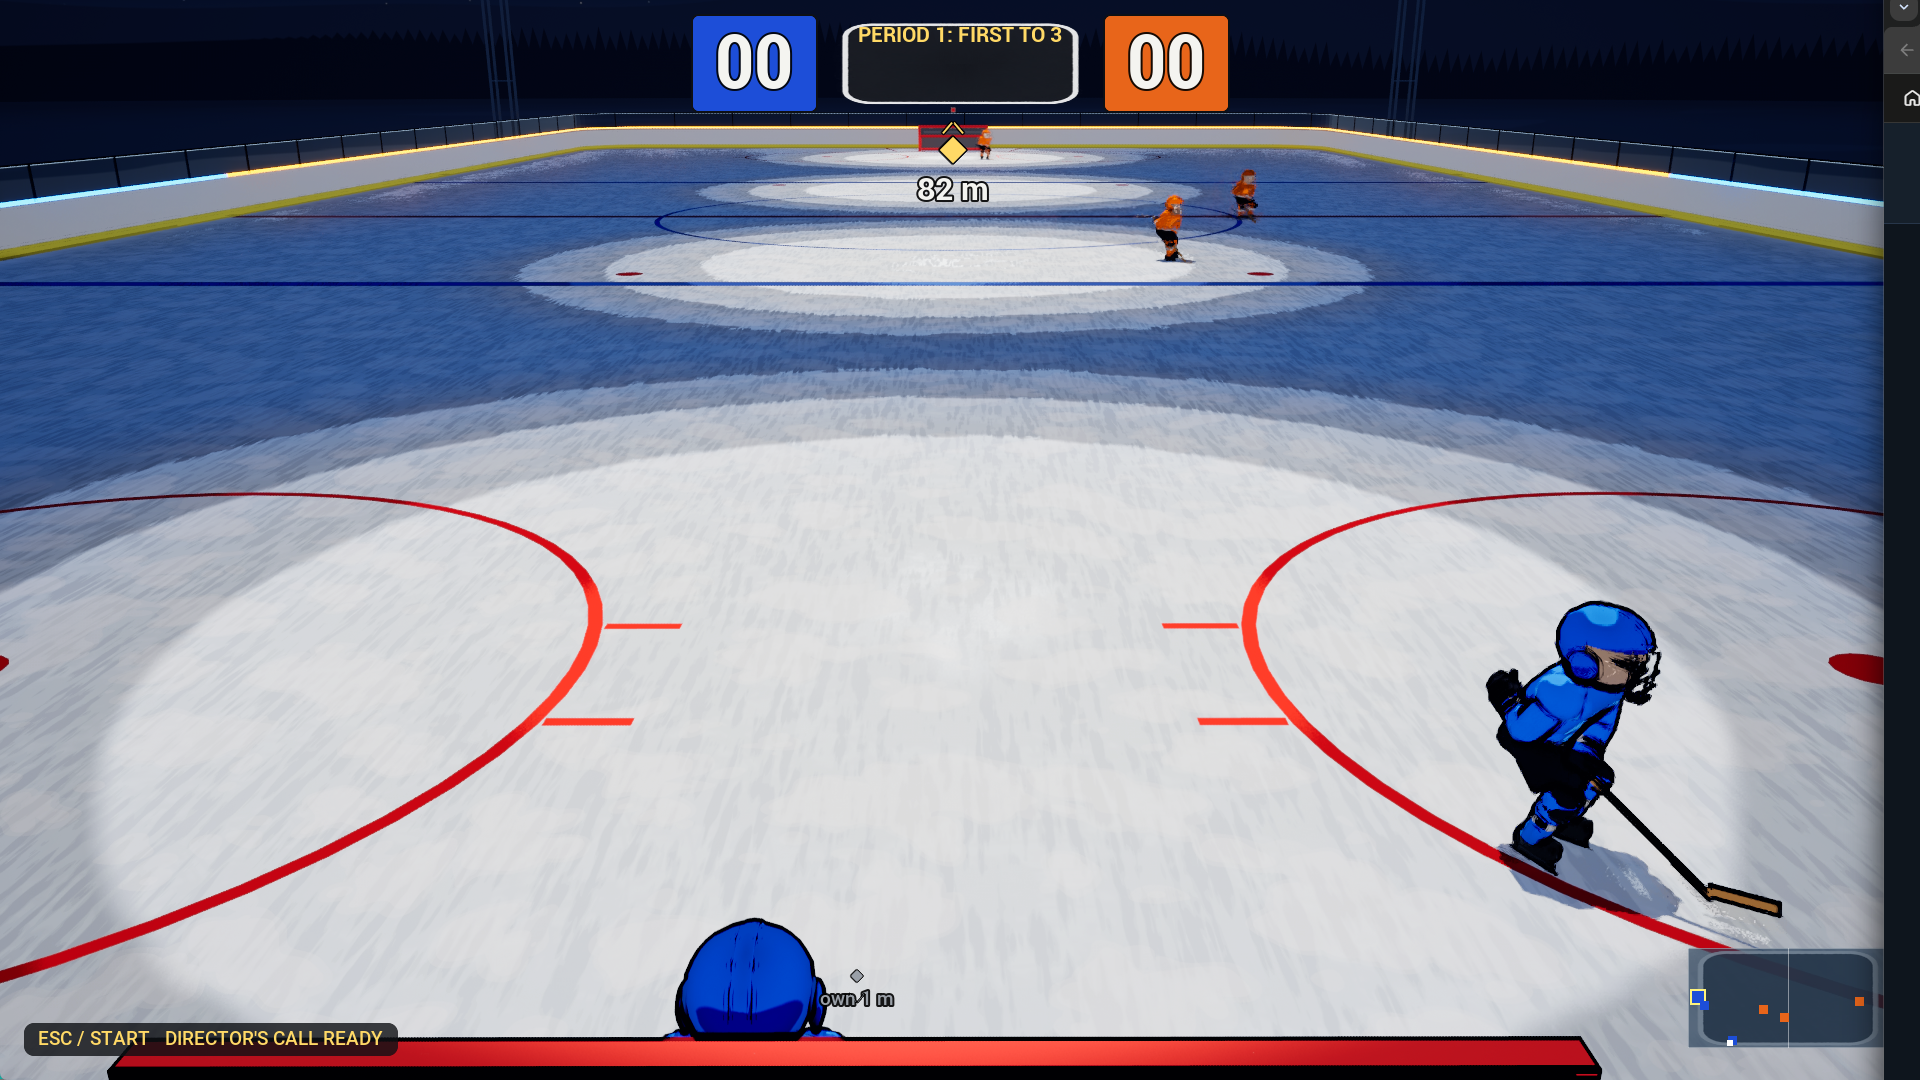 00
PERIOD 1: FIRST TO 3
00
82 m
own 1 m
ESC / START DIRECTOR'S CALL READY